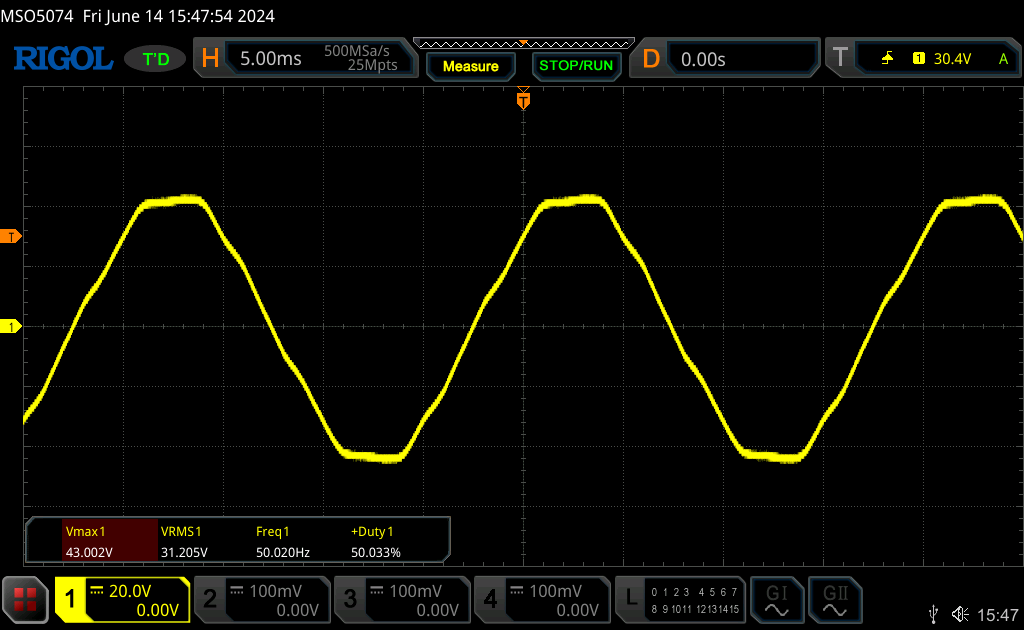 MSO5074 Fri June 14 15:47:54 2024
RIGOL T'D H 5.00ms 500MSa/s 25Mpts Measure STOP/RUN D 0.00s T 1 30.4V A
T
T
1
Vmax1 VRMS1 Freq1 +Duty1
43.002V 31.205V 50.020Hz 50.033%
1 20.0V 0.00V 2 100mV 0.00V 3 100mV 0.00V 4 100mV 0.00V L 0 1 2 3 4 5 6 7 8 9 10 11 12 13 14 15 GI GII
15:47